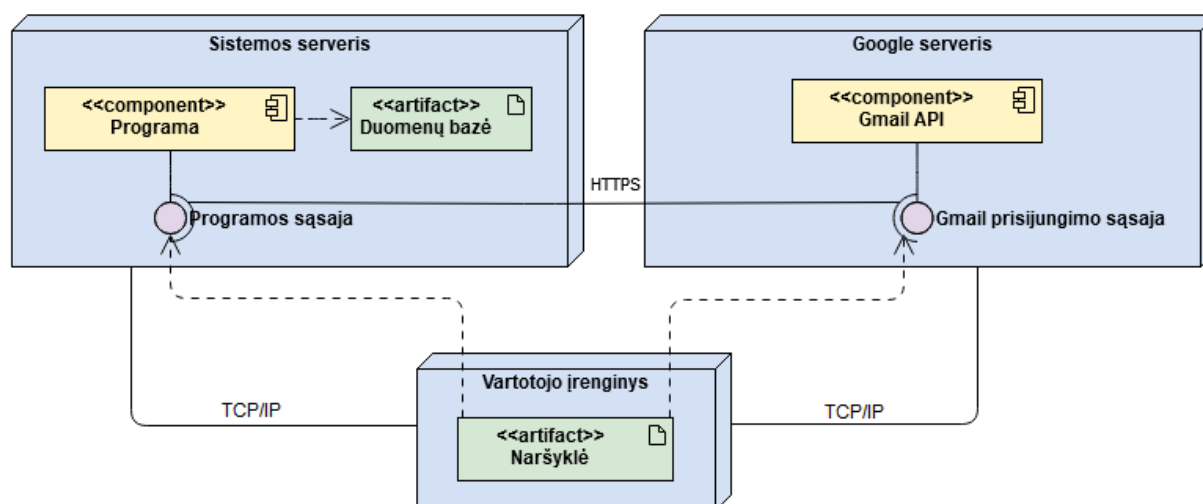 Sistemos serveris
<<component>>
Programa
<<artifact>>
Duomenų bazė
Programos sąsaja
HTTPS
Google serveris
<<component>>
Gmail API
Gmail prisijungimo sąsaja
TCP/IP
Vartotojo įrenginys
<<artifact>>
Naršyklė
TCP/IP